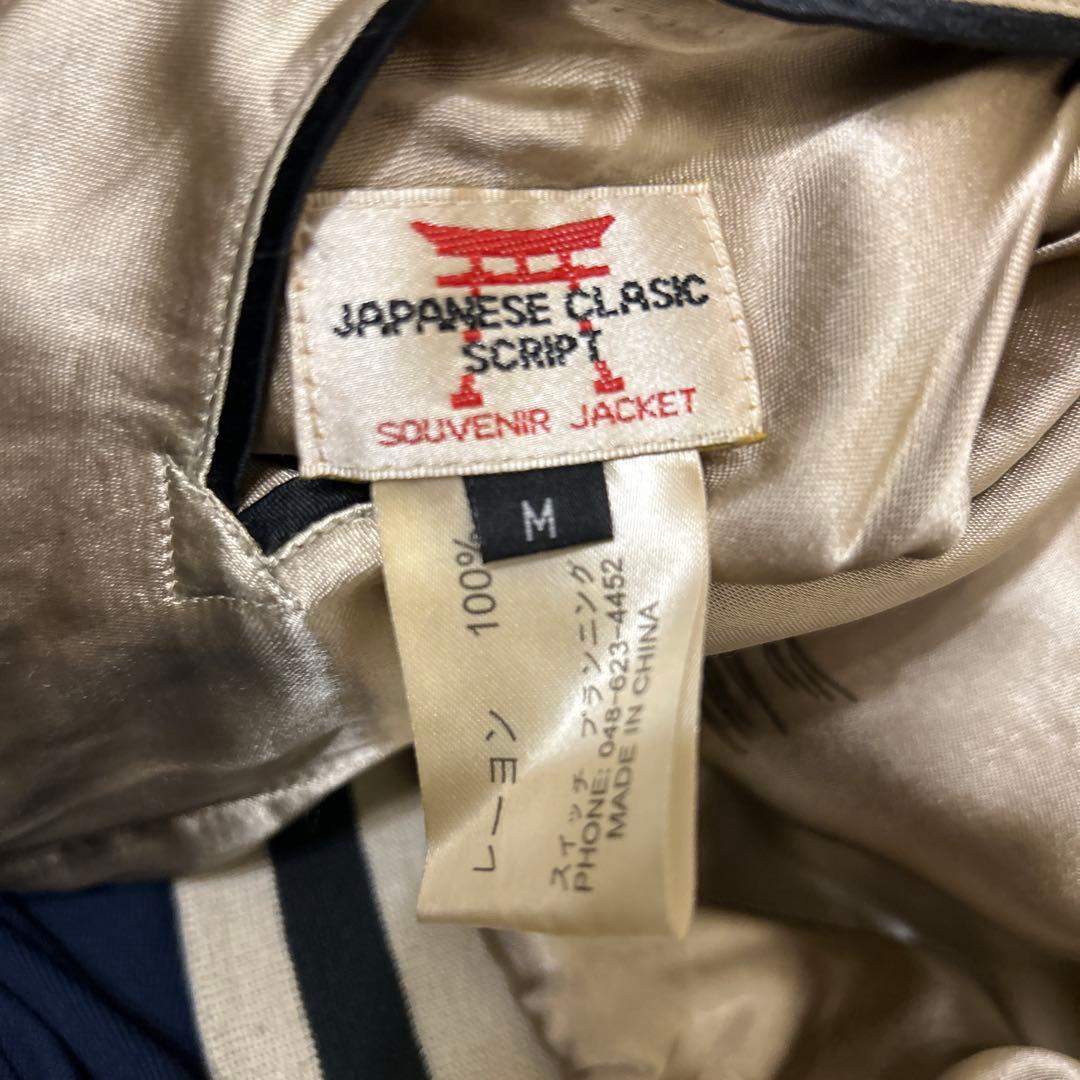 JAPANESE CLASIC
SCRIPT
SOUVENIR JACKET
M
レーヨン 100%
スィッチ プランニング
PHONE: 048-623-4452
MADE IN CHINA